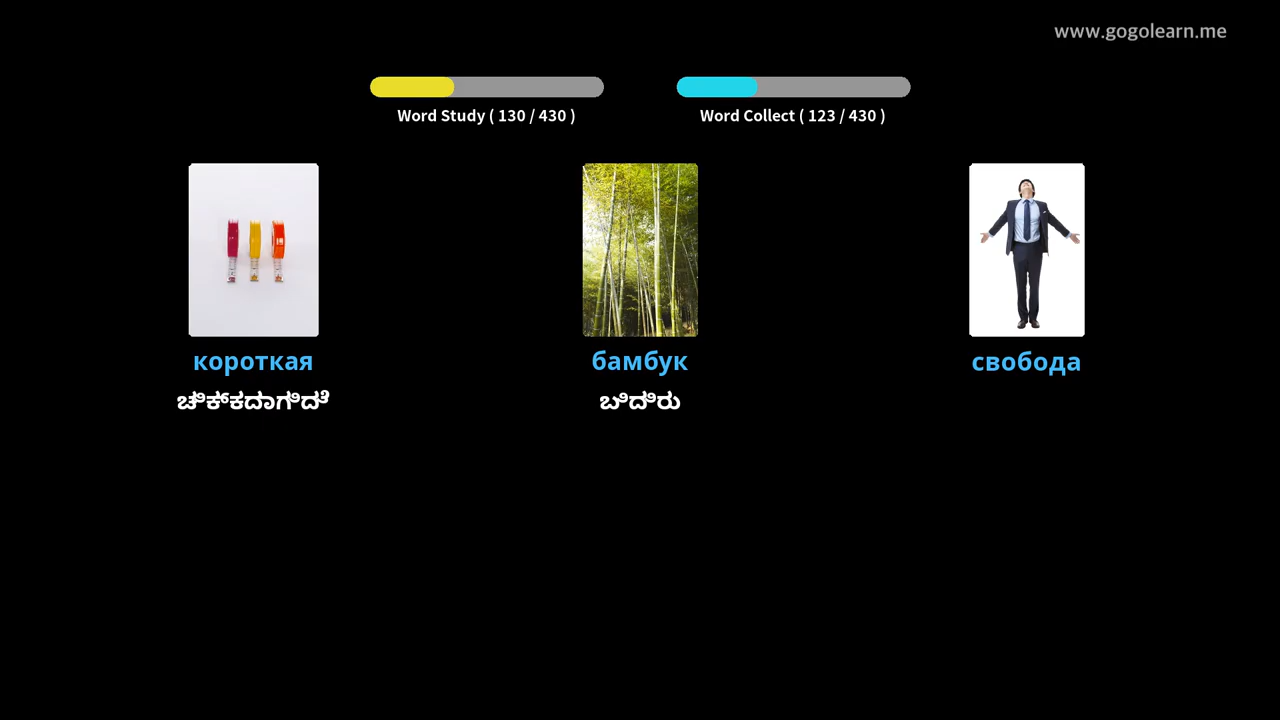 www.gogolearn.me
Word Study ( 130 / 430 )
Word Collect ( 123 / 430 )
короткая
бамбук
свобода
ಚಿಕ್ಕದಾಗಿದೆ
ಬಿದಿರು